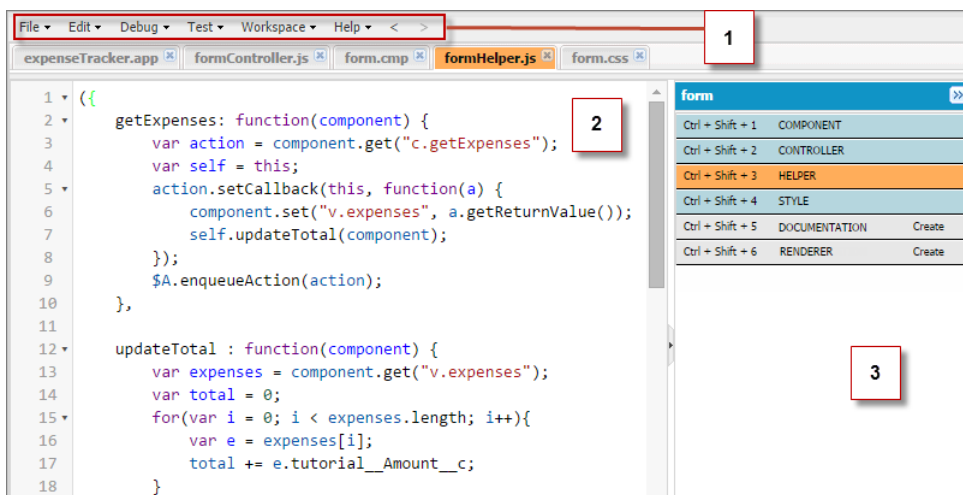 File ▾ Edit ▾ Debug ▾ Test ▾ Workspace ▾ Help ▾ < >
1
expenseTracker.app formController.js form.cmp formHelper.js form.css
1 ({
2 getExpenses: function(component) {
3 var action = component.get("c.getExpenses");
4 var self = this;
5 action.setCallback(this, function(a) {
6 component.set("v.expenses", a.getReturnValue());
7 self.updateTotal(component);
8 });
9 $A.enqueueAction(action);
10 },
11
12 updateTotal : function(component) {
13 var expenses = component.get("v.expenses");
14 var total = 0;
15 for(var i = 0; i < expenses.length; i++){
16 var e = expenses[i];
17 total += e.tutorial__Amount__c;
18 }
2
form
Ctrl + Shift + 1 COMPONENT
Ctrl + Shift + 2 CONTROLLER
Ctrl + Shift + 3 HELPER
Ctrl + Shift + 4 STYLE
Ctrl + Shift + 5 DOCUMENTATION Create
Ctrl + Shift + 6 RENDERER Create
3